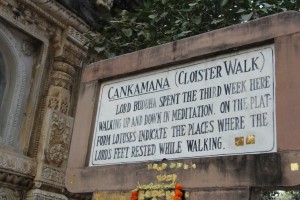 CANKAMANA (CLOISTER WALK)
LORD BUDDHA SPENT THE THIRD WEEK HERE
WALKING UP AND DOWN IN MEDITATION. ON THE PLAT-
FORM LOTUSES INDICATE THE PLACES WHERE THE
LORDS FEET RESTED WHILE WALKING.